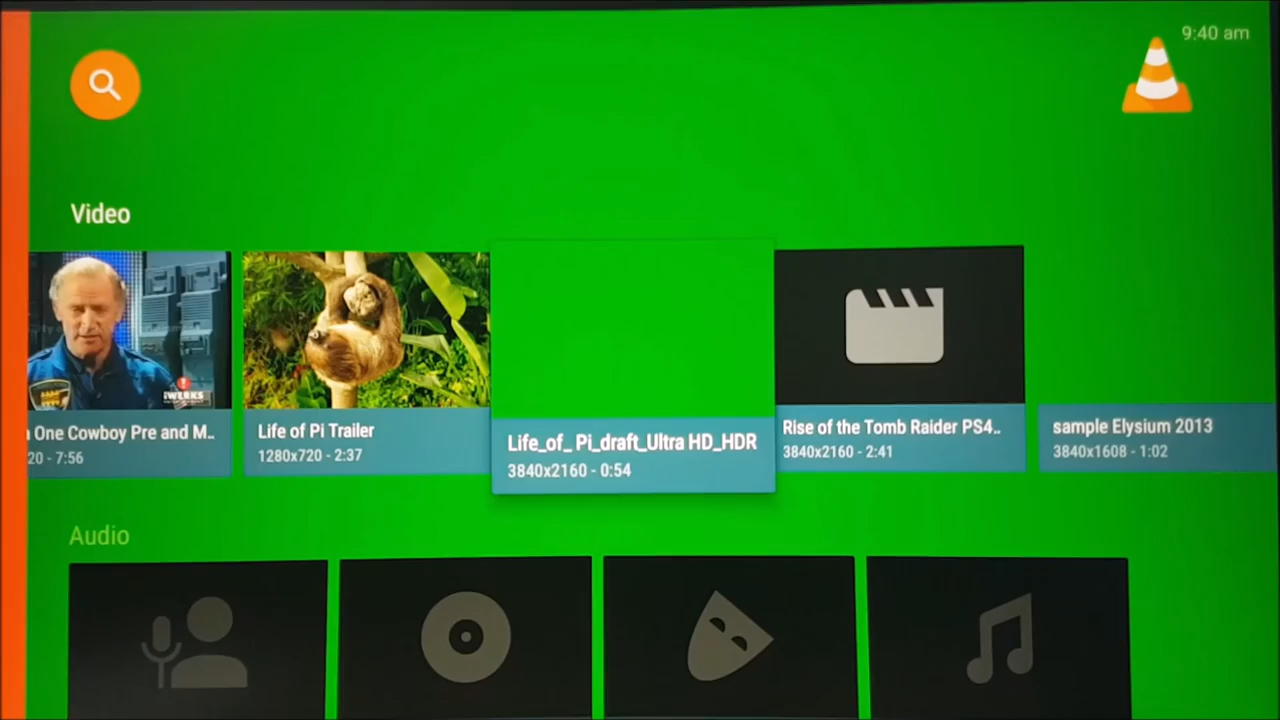 9:40 am
Video
One Cowboy Pre and M..
20 - 7:56
Life of Pi Trailer
1280x720 - 2:37
Life_of_ Pi_draft_Ultra HD_HDR
3840x2160 - 0:54
Rise of the Tomb Raider PS4..
3840x2160 - 2:41
sample Elysium 2013
3840x1608 - 1:02
iWERKS
Audio